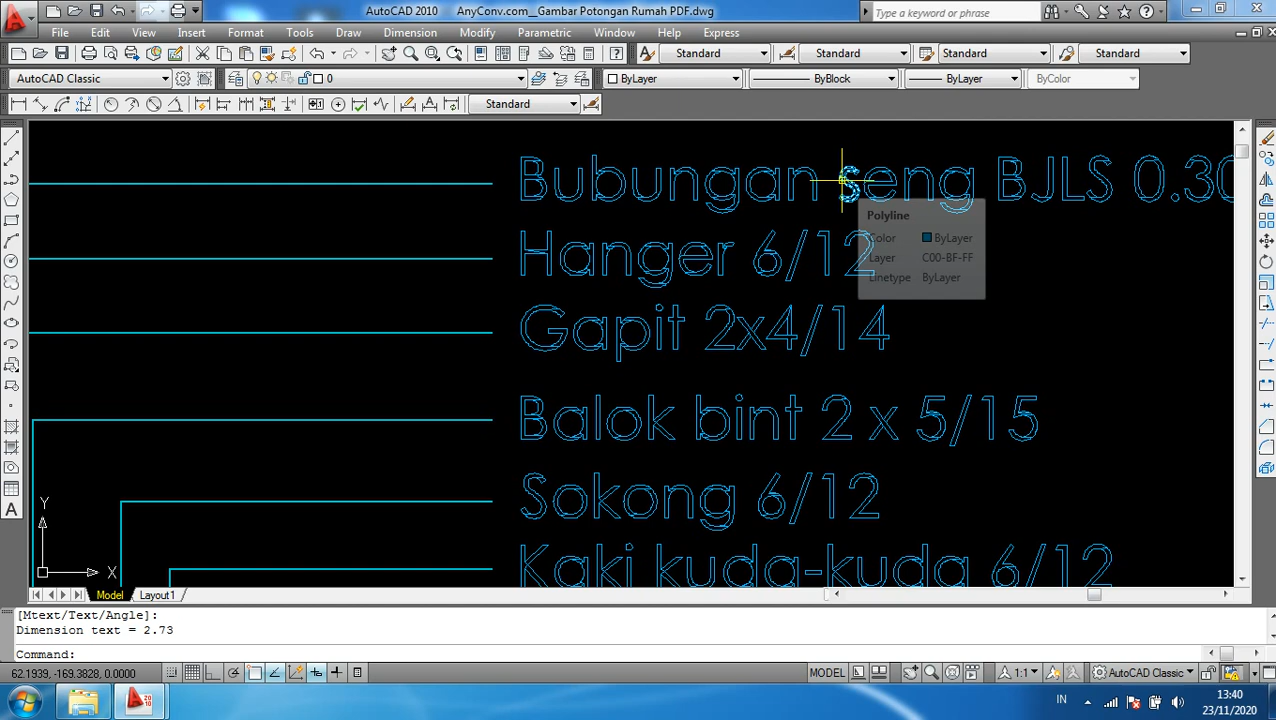 AutoCAD 2010 AnyConv.com__Gambar Potongan Rumah PDF.dwg Type a keyword or phrase
File Edit View Insert Format Tools Draw Dimension Modify Parametric Window Help Express
Standard Standard Standard Standard
AutoCAD Classic 0 ByLayer ByBlock ByLayer ByColor
Standard
Bubungan seng BJLS 0.30
Polyline
Color ByLayer
Layer C00-BF-FF
Linetype ByLayer
Hanger 6/12
Gapit 2x4/14
Balok bint 2 x 5/15
Sokong 6/12
Kaki kuda-kuda 6/12
Y
X
Model Layout1
[Mtext/Text/Angle]:
Dimension text = 2.73
Command:
62.1939, -169.3828, 0.0000 MODEL 1:1 AutoCAD Classic
IN 13:40
23/11/2020